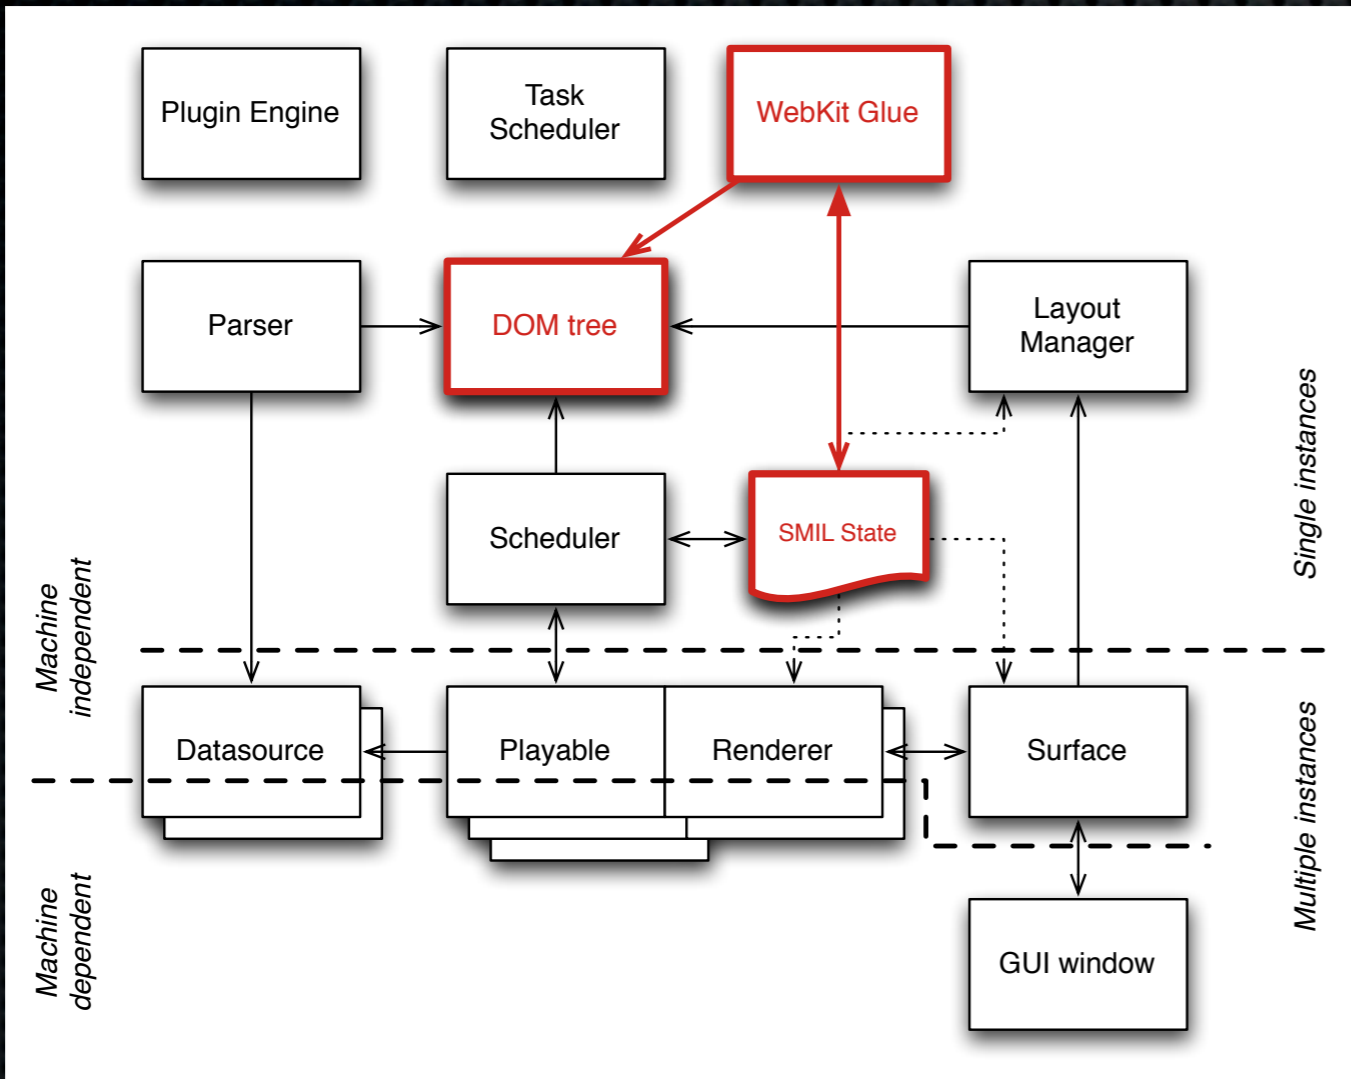 Plugin Engine
Task
Scheduler
WebKit Glue
Parser
DOM tree
Layout
Manager
Scheduler
SMIL State
Single instances
Machine
independent
Datasource
Playable
Renderer
Surface
Multiple instances
Machine
dependent
GUI window